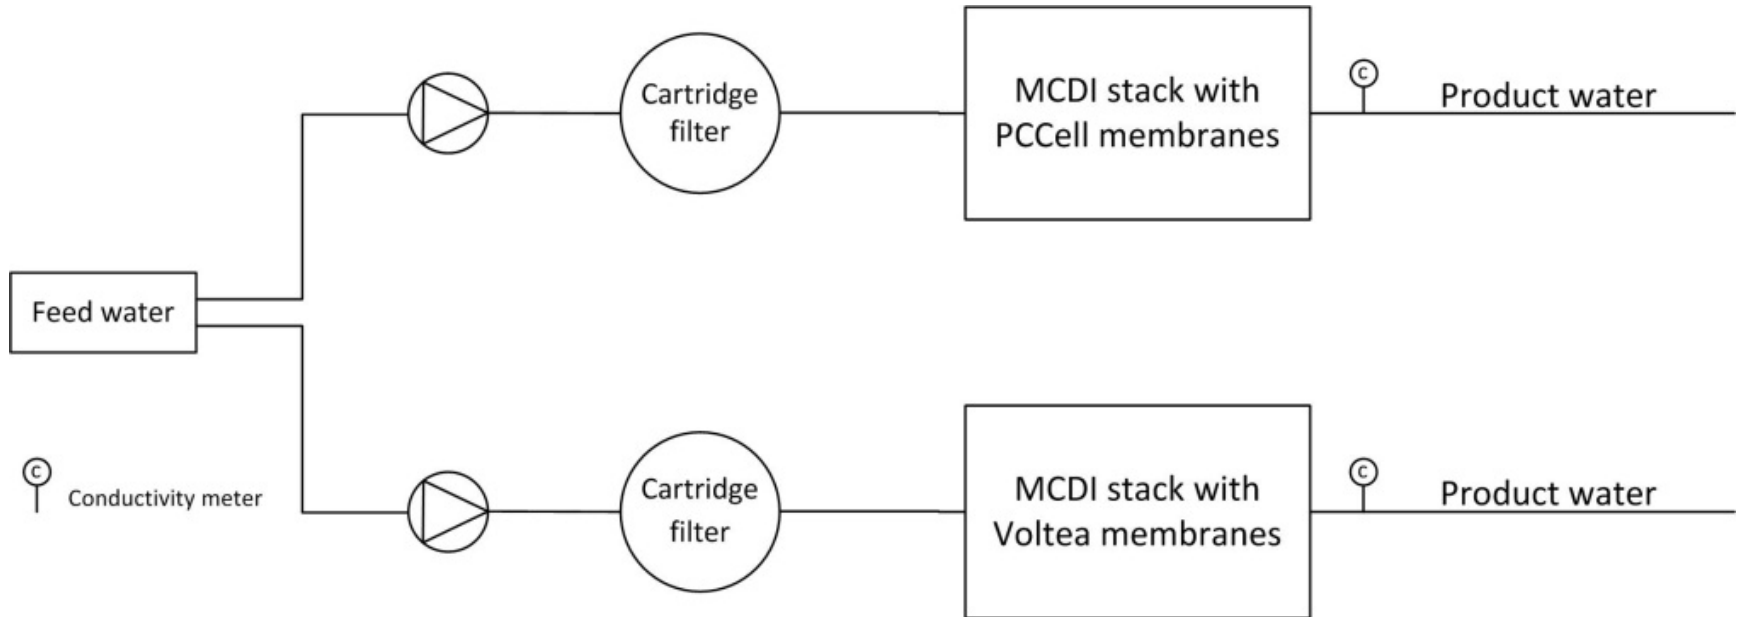 Cartridge
filter
MCDI stack with
PCCell membranes
C
Product water
Feed water
C
Conductivity meter
Cartridge
filter
MCDI stack with
Voltea membranes
C
Product water